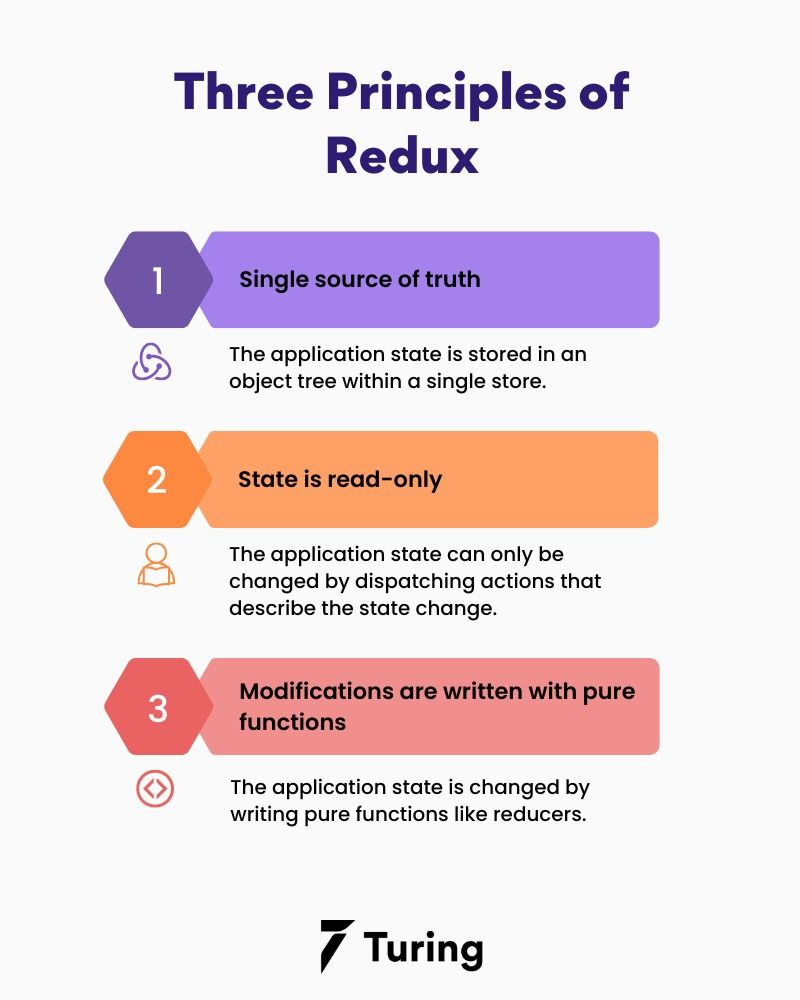 Three Principles of
Redux
1
Single source of truth
The application state is stored in an
object tree within a single store.
2
State is read-only
The application state can only be
changed by dispatching actions that
describe the state change.
3
Modifications are written with pure
functions
The application state is changed by
writing pure functions like reducers.
Turing